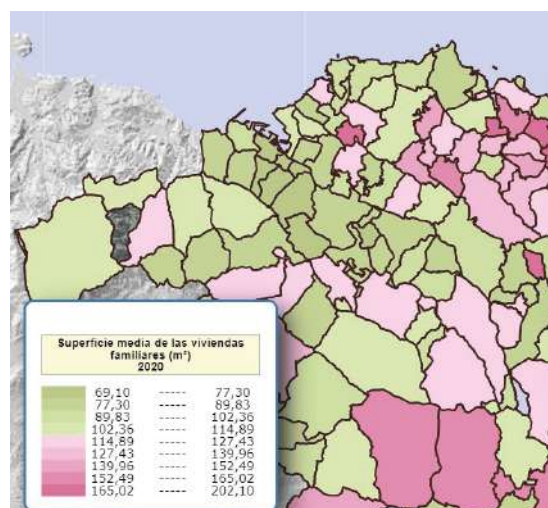 Superficie media de las viviendas
familiares (m²)
2020
69,10 ----- 77,30
77,30 ----- 89,83
89,83 ----- 102,36
102,36 ----- 114,89
114,89 ----- 127,43
127,43 ----- 139,96
139,96 ----- 152,49
152,49 ----- 165,02
165,02 ----- 202,10